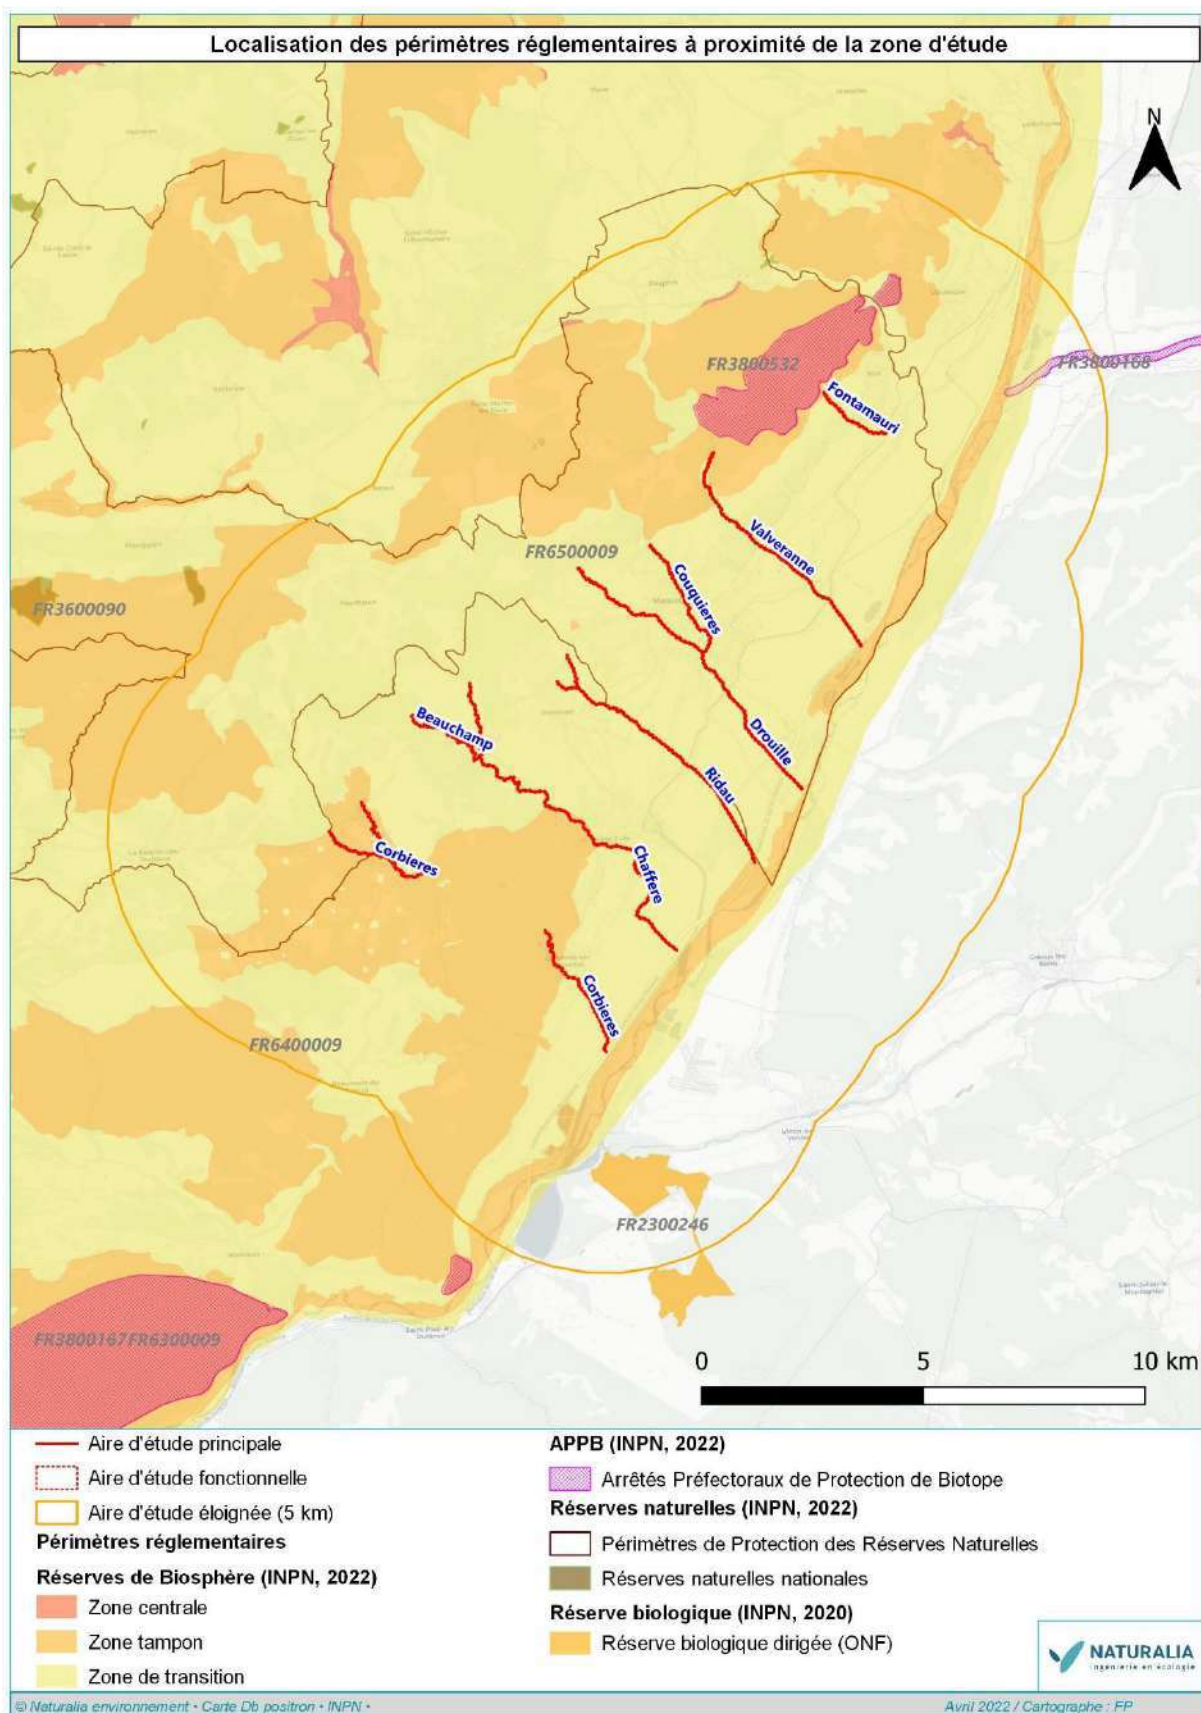 Localisation des périmètres réglementaires à proximité de la zone d'étude
N
FR3800532
FR3800168
Fontamauri
Valveranne
FR6500009
Couquieres
FR3600090
Beauchamp
Drouille
Ridau
Corbieres
Chaffere
Corbieres
FR6400009
FR2300246
FR3800167FR6300009
0 5 10 km
Aire d'étude principale
Aire d'étude fonctionnelle
Aire d'étude éloignée (5 km)
Périmètres réglementaires
Réserves de Biosphère (INPN, 2022)
Zone centrale
Zone tampon
Zone de transition
APPB (INPN, 2022)
Arrêtés Préfectoraux de Protection de Biotope
Réserves naturelles (INPN, 2022)
Périmètres de Protection des Réserves Naturelles
Réserves naturelles nationales
Réserve biologique (INPN, 2020)
Réserve biologique dirigée (ONF)
NATURALIA
ingénierie en écologie
© Naturalia environnement • Carte Db positron • INPN •
Avril 2022 / Cartographe : FP